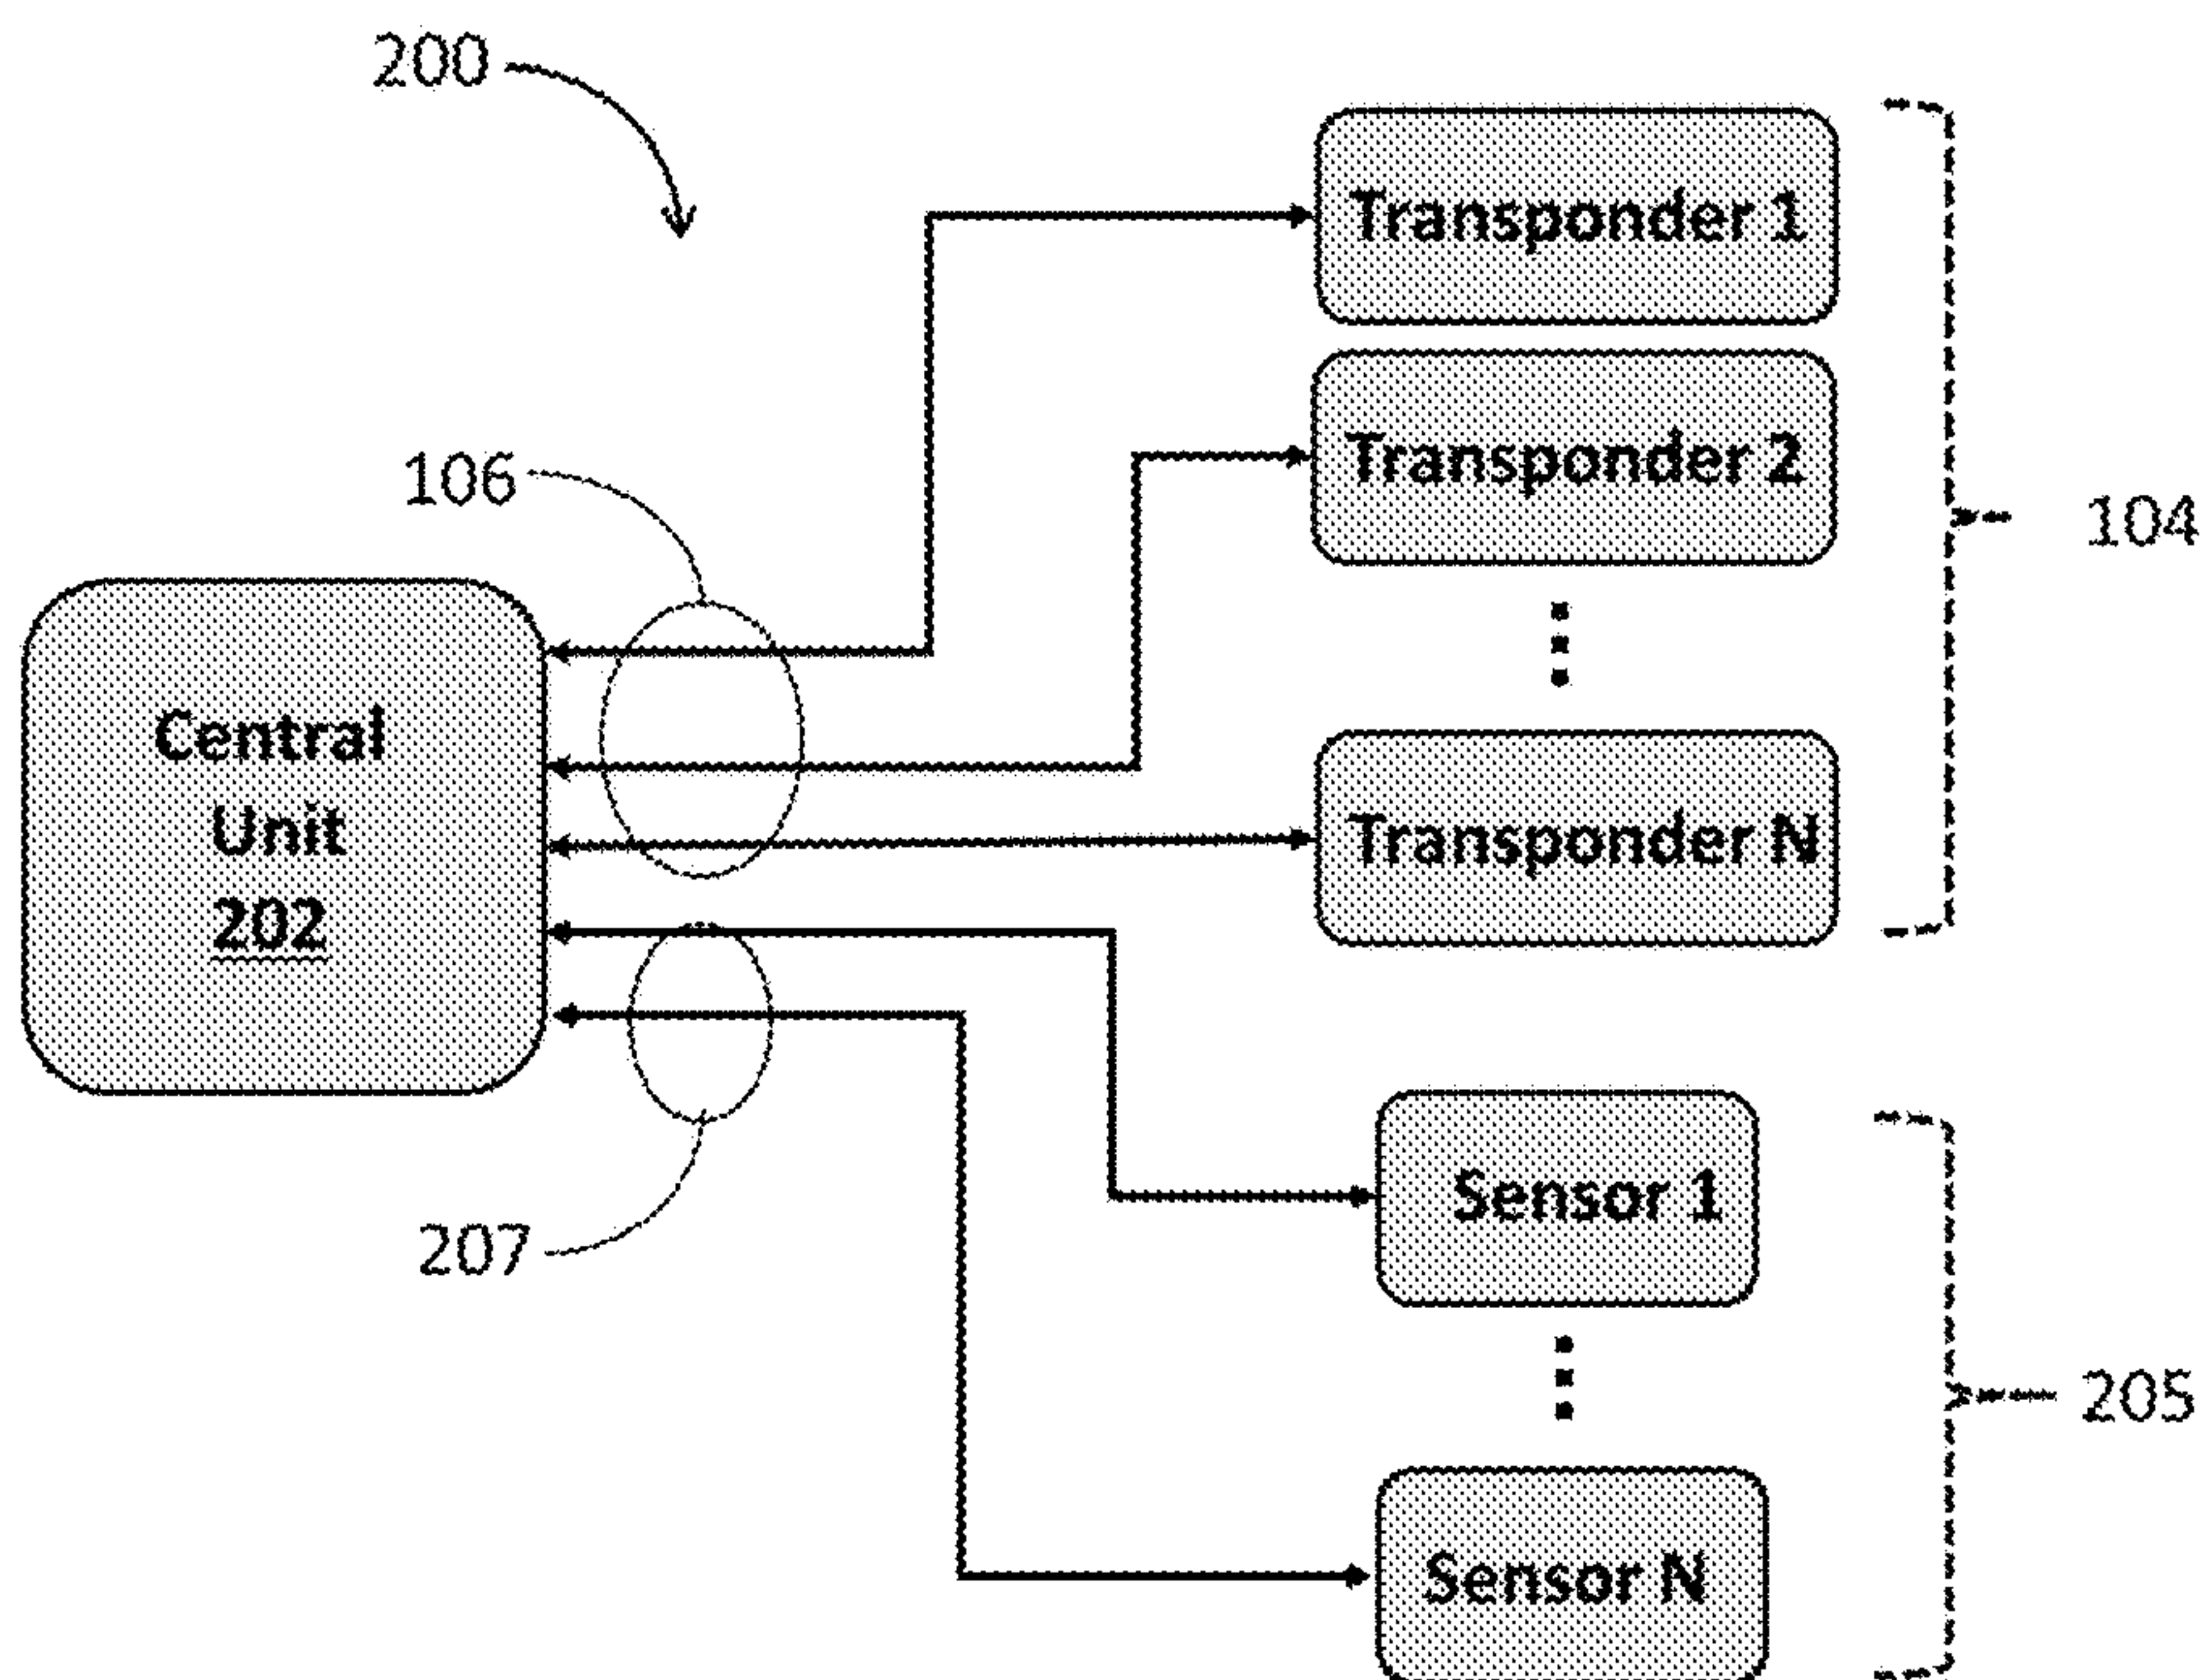 200
Transponder 1
Transponder 2
106
104
Central
Unit
202
Transponder N
Sensor 1
207
205
Sensor N